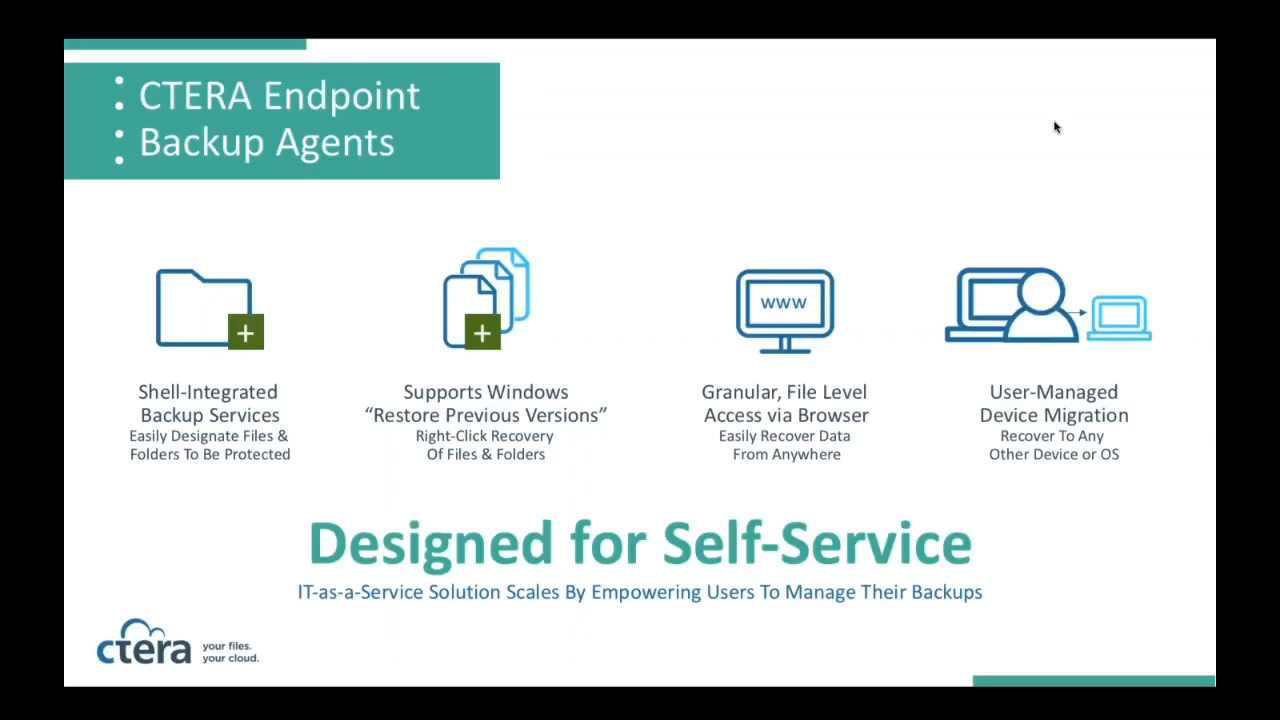 CTERA Endpoint
Backup Agents
WWW
Shell-Integrated
Backup Services
Easily Designate Files &
Folders To Be Protected
Supports Windows
“Restore Previous Versions”
Right-Click Recovery
Of Files & Folders
Granular, File Level
Access via Browser
Easily Recover Data
From Anywhere
User-Managed
Device Migration
Recover To Any
Other Device or OS
Designed for Self-Service
IT-as-a-Service Solution Scales By Empowering Users To Manage Their Backups
ctera
your files.
your cloud.